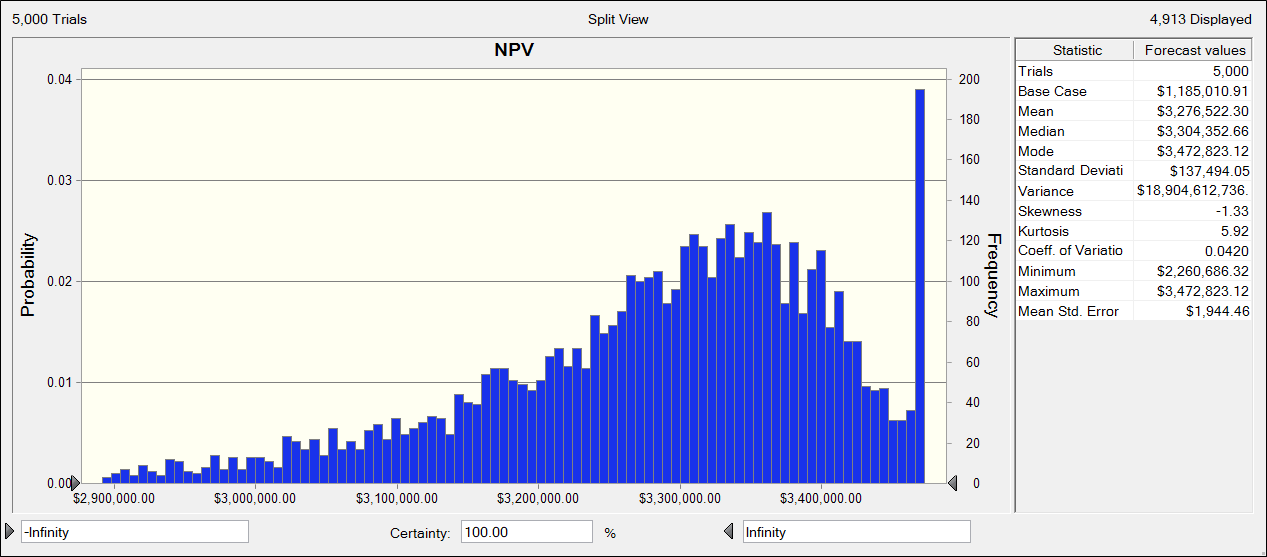 5,000 Trials Split View 4,913 Displayed
NPV
Probability
0.04
0.03
0.02
0.01
0.00
$2,900,000.00 $3,000,000.00 $3,100,000.00 $3,200,000.00 $3,300,000.00 $3,400,000.00
200
180
160
140
120
100
80
60
40
20
0
Frequency
Statistic Forecast values
Trials 5,000
Base Case $1,185,010.91
Mean $3,276,522.30
Median $3,304,352.66
Mode $3,472,823.12
Standard Deviati $137,494.05
Variance $18,904,612,736.
Skewness -1.33
Kurtosis 5.92
Coeff. of Variatio 0.0420
Minimum $2,260,686.32
Maximum $3,472,823.12
Mean Std. Error $1,944.46
-Infinity Certainty: 100.00 % Infinity